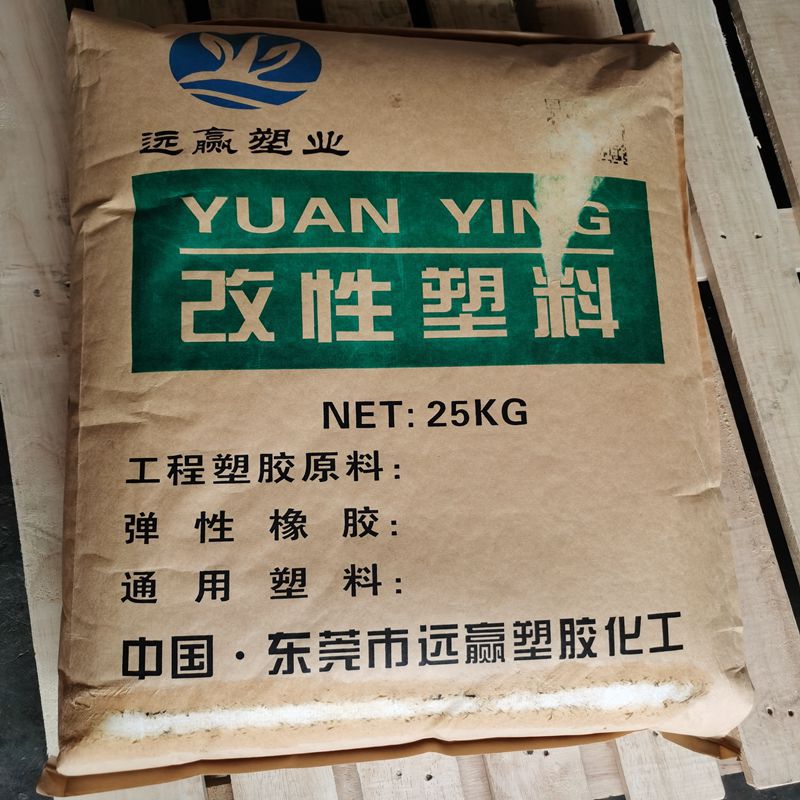 远赢塑业
YUAN YING
改性塑料
NET: 25KG
工程塑胶原料:
弹性橡胶:
通用塑料:
中国·东莞市远赢塑胶化工